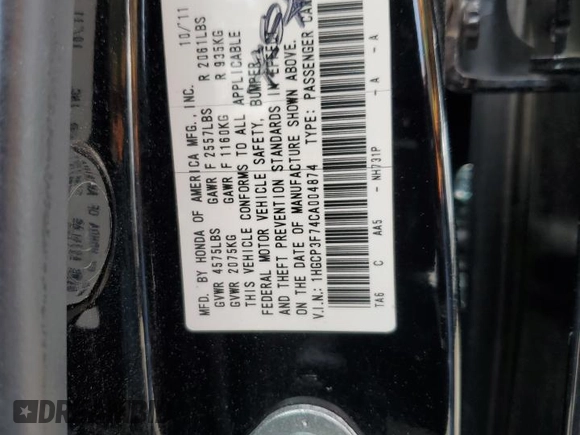 MFD. BY HONDA OF AMERICA MFG., INC. 10/11
GVWR 4575LBS GAWR F 2557LBS R 2061LBS
GVWR 2075KG GAWR F 1160KG R 935KG
THIS VEHICLE CONFORMS TO ALL APPLICABLE
FEDERAL MOTOR VEHICLE SAFETY, BUMPER,
AND THEFT PREVENTION STANDARDS IN EFFECT
ON THE DATE OF MANUFACTURE SHOWN ABOVE.
V.I.N.: 1HGCP3F74CA004874 TYPE: PASSENGER CAR
TA6 C AA5 - NH731P - A - A